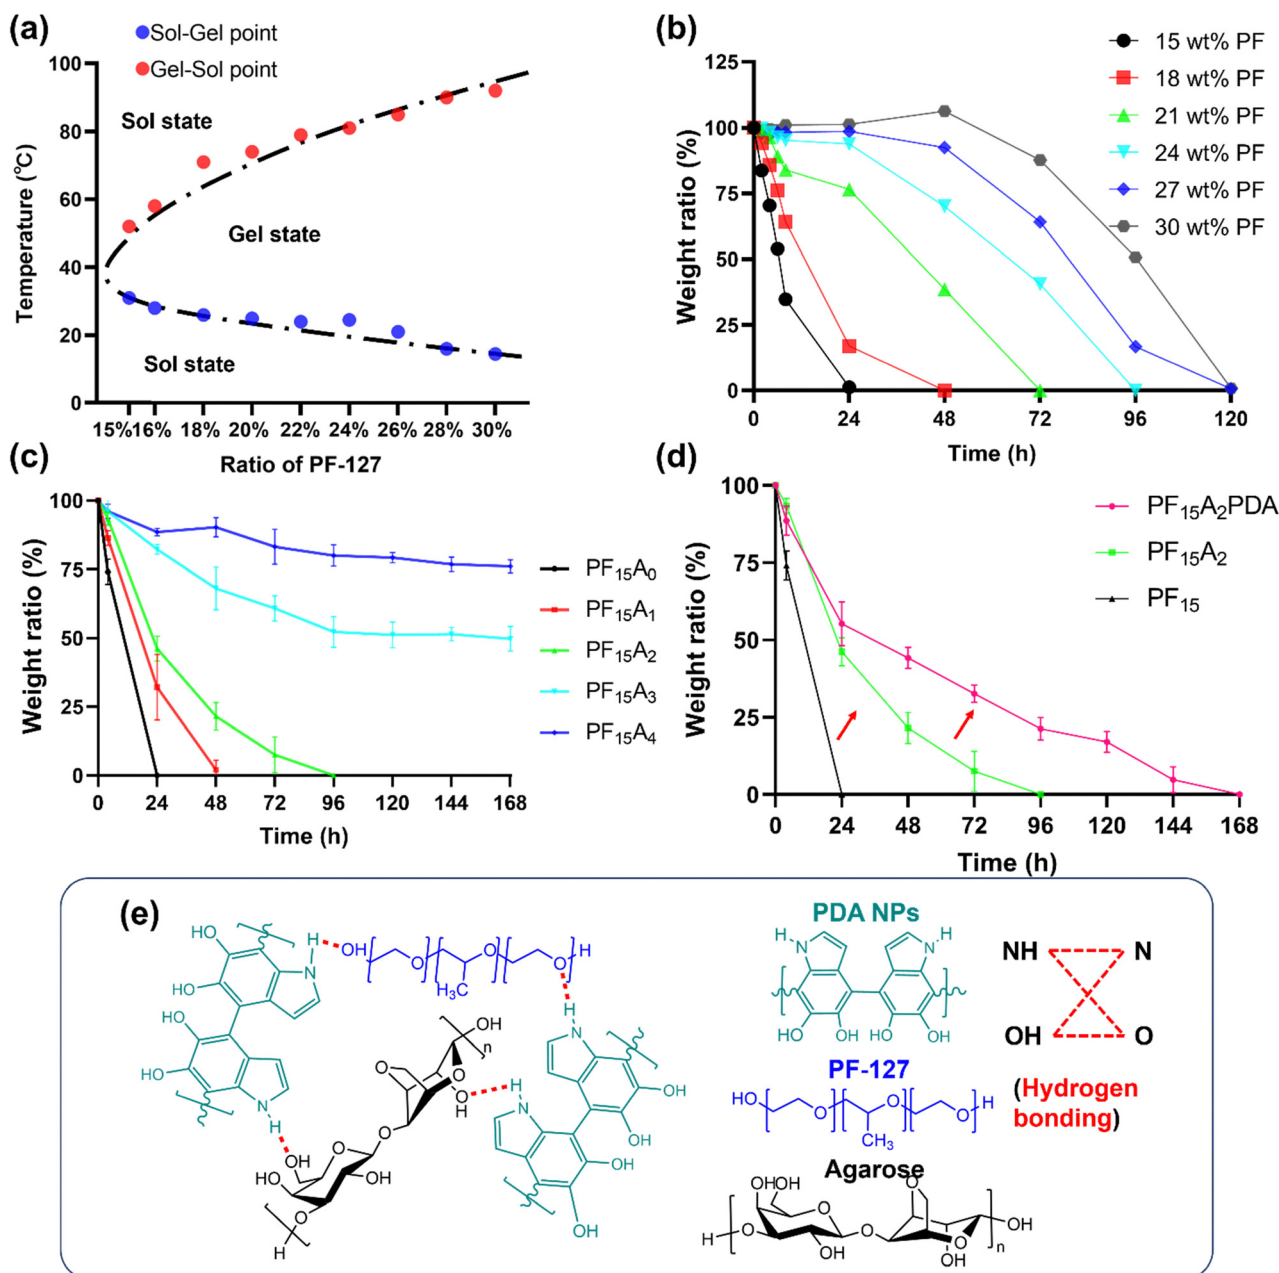 (a)
Sol-Gel point
Gel-Sol point
Temperature (℃)
100
80
60
40
20
0
Sol state
Gel state
Sol state
15% 16% 18% 20% 22% 24% 26% 28% 30%
Ratio of PF-127
(b)
15 wt% PF
18 wt% PF
21 wt% PF
24 wt% PF
27 wt% PF
30 wt% PF
Weight ratio (%)
125
100
75
50
25
0
0 24 48 72 96 120
Time (h)
(c)
Weight ratio (%)
100
75
50
25
0
0 24 48 72 96 120 144 168
Time (h)
PF₁₅A₀
PF₁₅A₁
PF₁₅A₂
PF₁₅A₃
PF₁₅A₄
(d)
Weight ratio (%)
100
75
50
25
0
0 24 48 72 96 120 144 168
Time (h)
PF₁₅A₂PDA
PF₁₅A₂
PF₁₅
(e)
HO
HO
HO
HO
H
N
N
H
OH
O
H₃C
O
O
H
OH
n
O
O
O
H
O
OH
O
OH
O
H
H
N
H
N
OH
OH
OH
OH
PDA NPs
H
N
N
H
HO
OH
HO
OH
NH
N
OH
O
(Hydrogen
bonding)
PF-127
HO
O
O
CH₃
O
H
Agarose
OHOH
O
O
H
O
OH
O
O
OH
OH
n